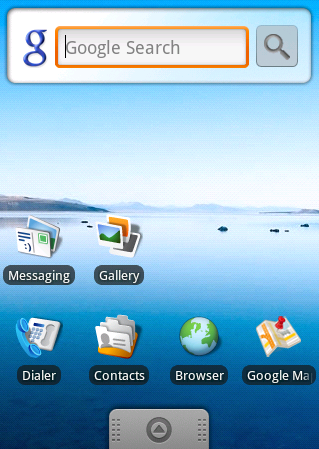 g
Google Search
Messaging
Gallery
Dialer
Contacts
Browser
Google Ma